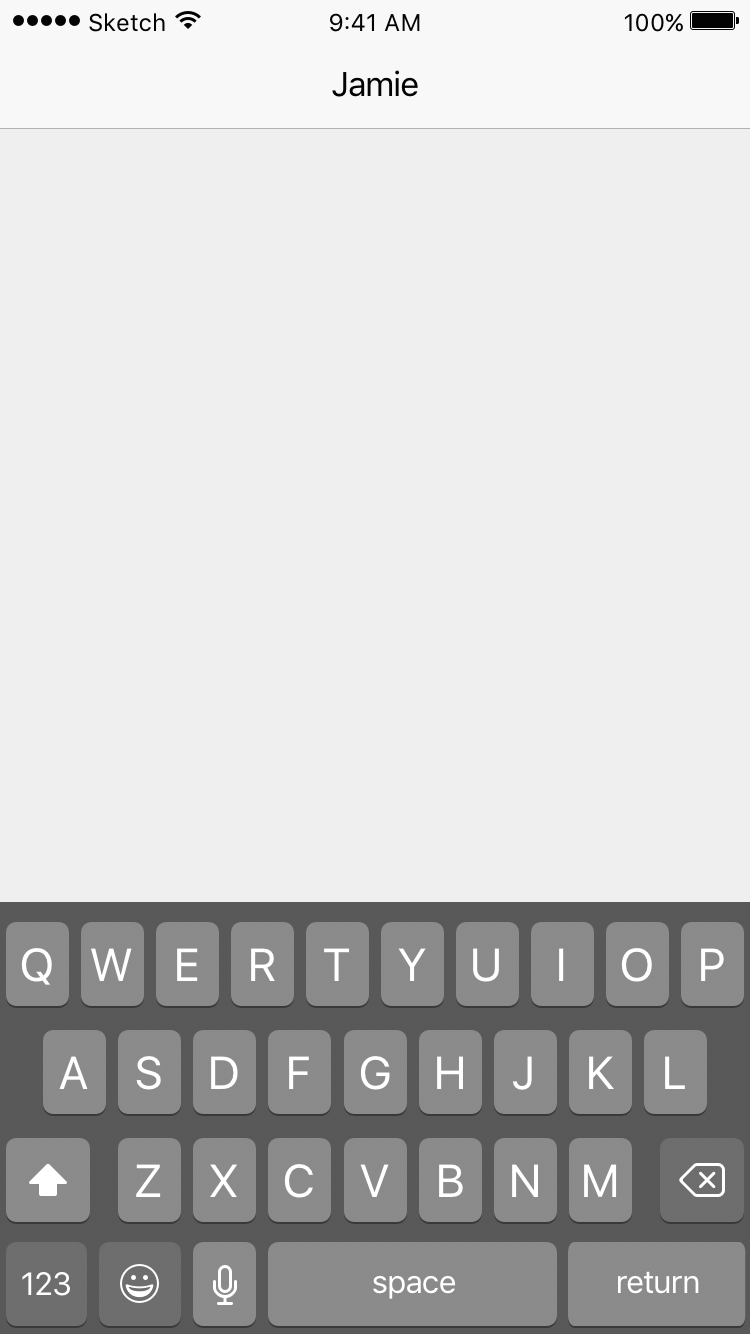 Sketch 9:41 AM 100%
Jamie
Q W E R T Y U I O P
A S D F G H J K L
Z X C V B N M
123 space return